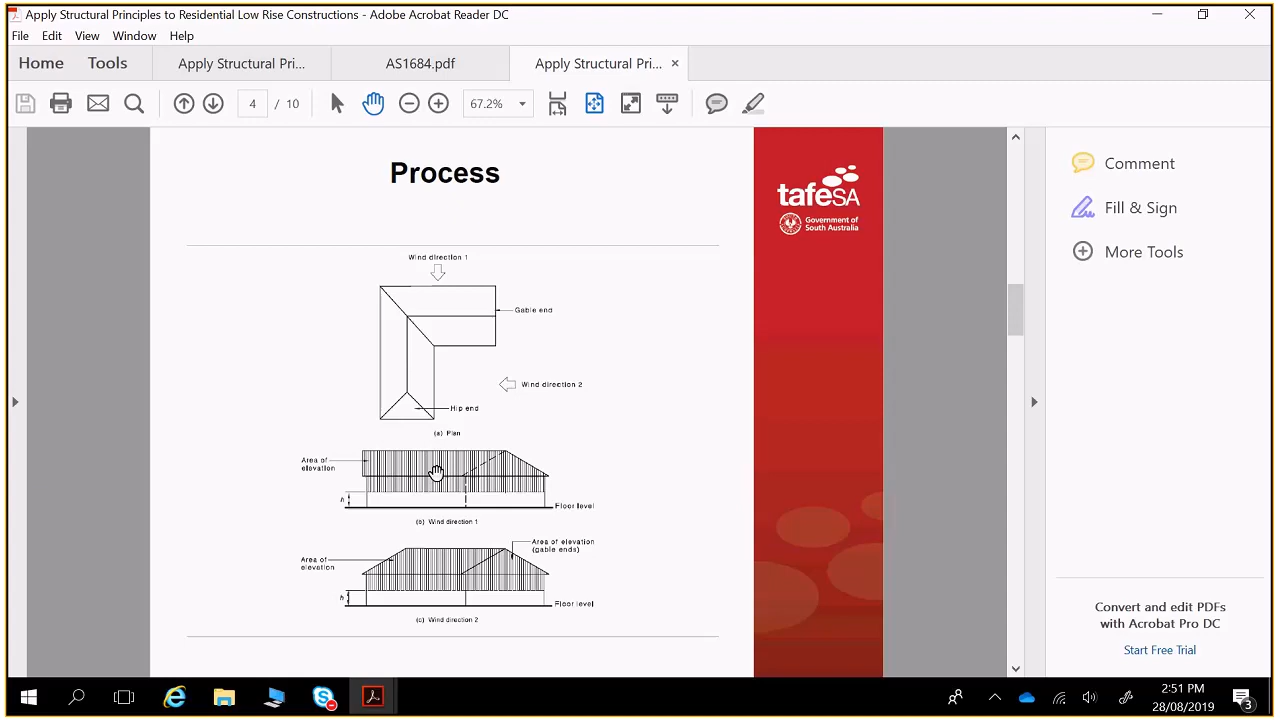 Apply Structural Principles to Residential Low Rise Constructions - Adobe Acrobat Reader DC
File Edit View Window Help
Home Tools Apply Structural Pri... AS1684.pdf Apply Structural Pri... ×
4 / 10 67.2%
Process
tafeSA
Government of
South Australia
Comment
Fill & Sign
More Tools
Wind direction 1
Gable end
Wind direction 2
Hip end
(a) Plan
Area of
elevation
h
Floor level
(b) Wind direction 1
Area of elevation
(gable ends)
Area of
elevation
h
Floor level
(c) Wind direction 2
Convert and edit PDFs
with Acrobat Pro DC
Start Free Trial
2:51 PM
28/08/2019
3